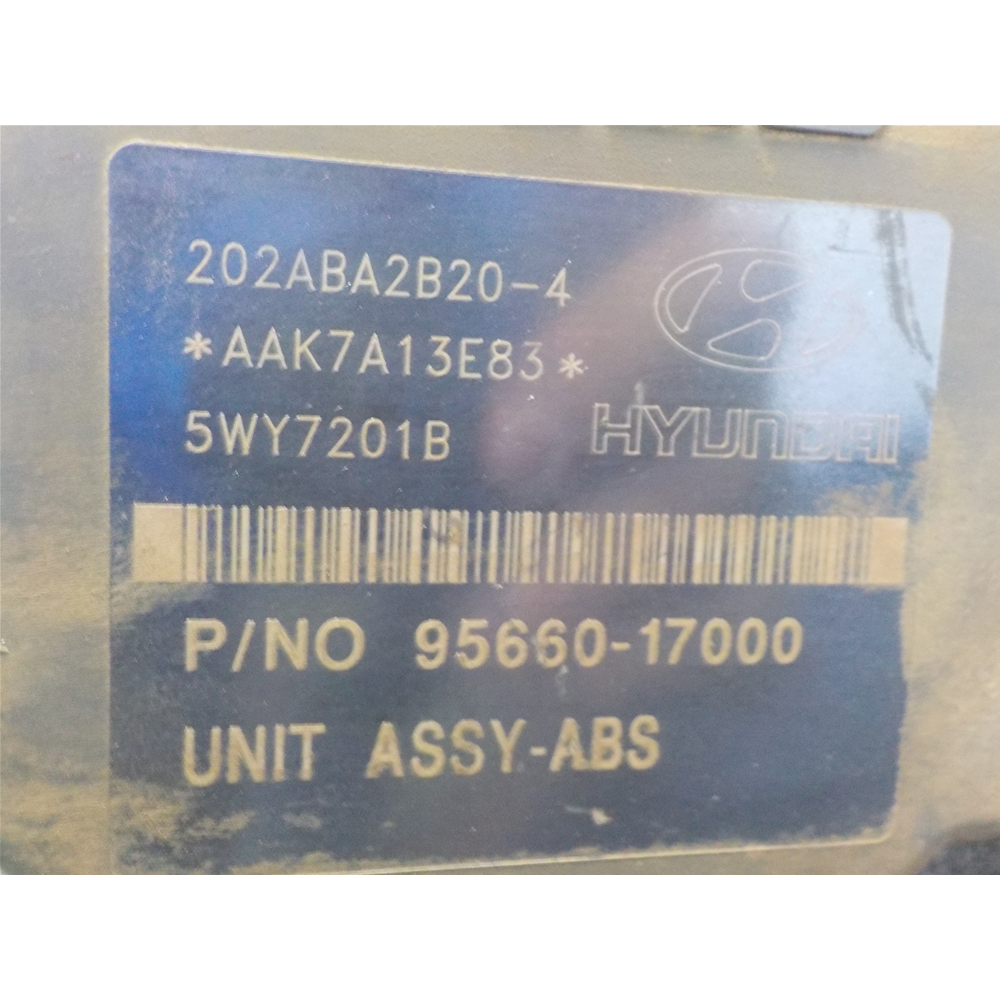 202ABA2B20-4
*AAK7A13E83*
5WY7201B
HYUNDAI
P/NO 95660-17000
UNIT ASSY-ABS